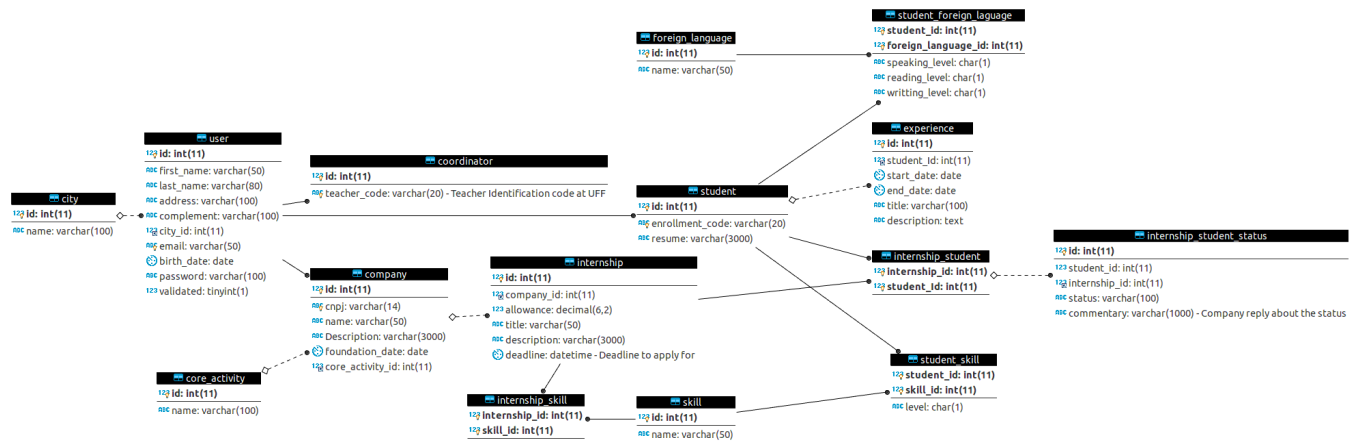 student_foreign_laguage
student_id: int(11)
foreign_language_id: int(11)
speaking_level: char(1)
reading_level: char(1)
writting_level: char(1)
foreign_language
id: int(11)
name: varchar(50)
experience
id: int(11)
student_Id: int(11)
start_date: date
end_date: date
title: varchar(100)
description: text
user
id: int(11)
first_name: varchar(50)
last_name: varchar(80)
address: varchar(100)
complement: varchar(100)
city_id: int(11)
email: varchar(50)
birth_date: date
password: varchar(100)
validated: tinyint(1)
coordinator
id: int(11)
teacher_code: varchar(20) - Teacher Identification code at UFF
city
id: int(11)
name: varchar(100)
student
id: int(11)
enrollment_code: varchar(20)
resume: varchar(3000)
internship_student_status
id: int(11)
student_id: int(11)
internship_id: int(11)
status: varchar(100)
commentary: varchar(1000) - Company reply about the status
internship_student
internship_id: int(11)
student_Id: int(11)
internship
id: int(11)
company_id: int(11)
allowance: decimal(6,2)
title: varchar(50)
description: varchar(3000)
deadline: datetime - Deadline to apply for
company
id: int(11)
cnpj: varchar(14)
name: varchar(50)
Description: varchar(3000)
foundation_date: date
core_activity_id: int(11)
student_skill
student_id: int(11)
skill_id: int(11)
level: char(1)
core_activity
id: int(11)
name: varchar(100)
internship_skill
internship_id: int(11)
skill_id: int(11)
skill
id: int(11)
name: varchar(50)